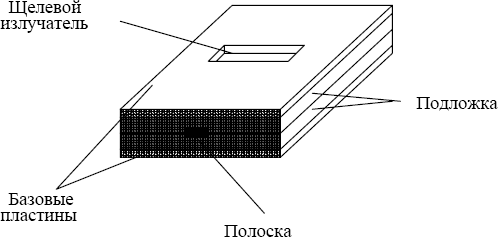 Щелевой
излучатель
Подложка
Базовые
пластины
Полоска